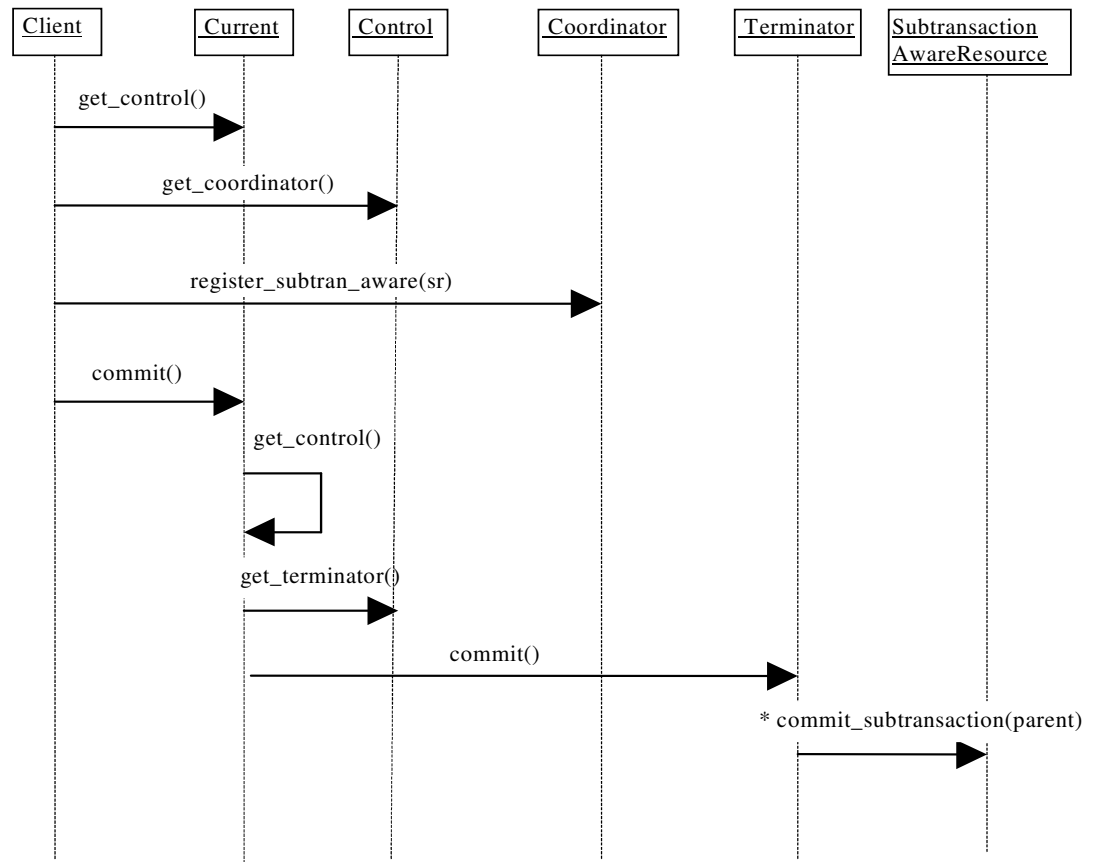 Client
Current
Control
Coordinator
Terminator
Subtransaction
AwareResource
get_control()
get_coordinator()
register_subtran_aware(sr)
commit()
get_control()
get_terminator()
commit()
* commit_subtransaction(parent)